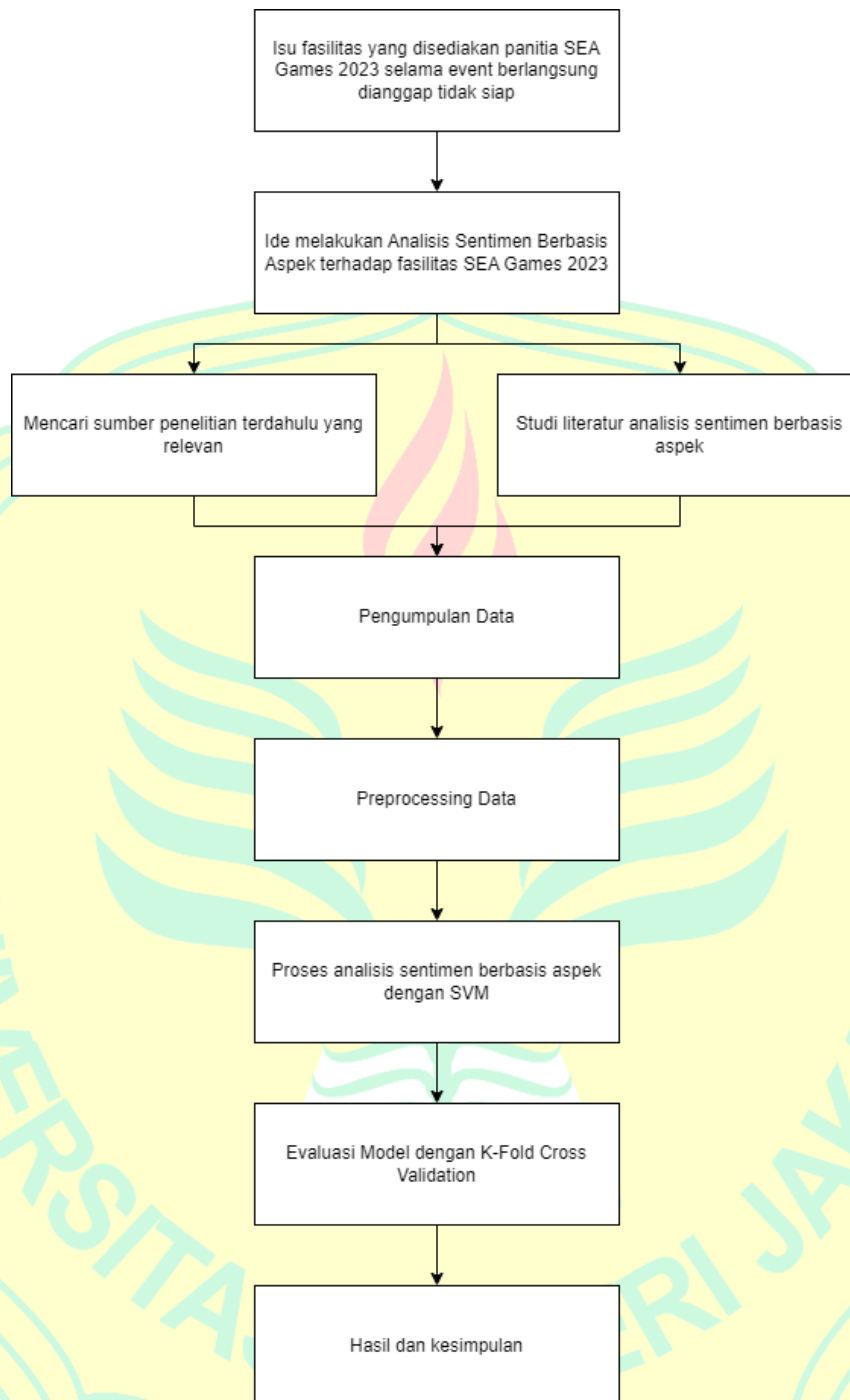 Isu fasilitas yang disediakan panitia SEA
Games 2023 selama event berlangsung
dianggap tidak siap
Ide melakukan Analisis Sentimen Berbasis
Aspek terhadap fasilitas SEA Games 2023
Mencari sumber penelitian terdahulu yang
relevan
Studi literatur analisis sentimen berbasis
aspek
Pengumpulan Data
Preprocessing Data
Proses analisis sentimen berbasis aspek
dengan SVM
Evaluasi Model dengan K-Fold Cross
Validation
Hasil dan kesimpulan